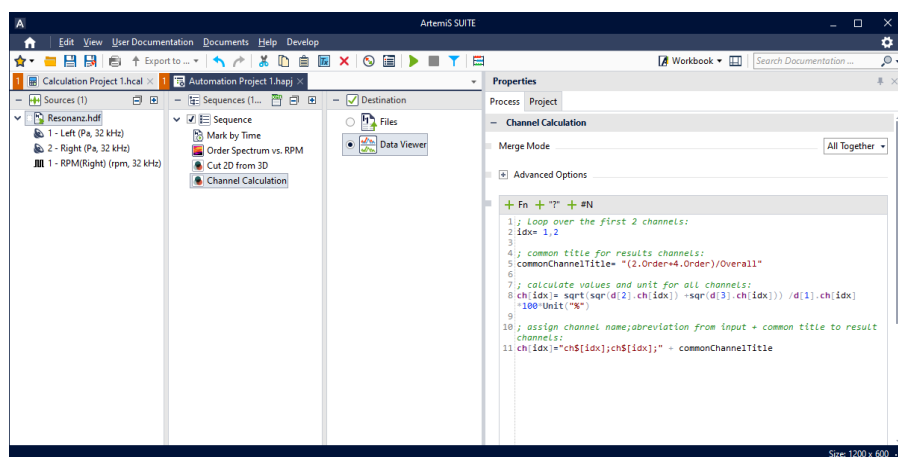 A
ArtemiS SUITE
Edit View User Documentation Documents Help Develop
Export to ...
Workbook
Search Documentation ...
1 Calculation Project 1.hcal
1 Automation Project 1.hapj
Sources (1)
Resonanz.hdf
1 - Left (Pa, 32 kHz)
2 - Right (Pa, 32 kHz)
1 - RPM(Right) (rpm, 32 kHz)
Sequences (1...
Sequence
Mark by Time
Order Spectrum vs. RPM
Cut 2D from 3D
Channel Calculation
Destination
Files
Data Viewer
Properties
Process Project
Channel Calculation
Merge Mode
All Together
Advanced Options
+ Fn + "?" + #N
1 ; Loop over the first 2 channels:
2 idx= 1,2
3
4 ; common title for results channels:
5 commonChannelTitle= "(2.Order+4.Order)/Overall"
6
7 ; calculate values and unit for all channels:
8 ch[idx]= sqrt(sqr(d[2].ch[idx]) +sqr(d[3].ch[idx])) /d[1].ch[idx]
*100*Unit("%")
9
10 ; assign channel name;abreviation from input + common title to result
channels:
11 ch[idx]="ch$[idx];ch$[idx];" + commonChannelTitle
Size: 1200 x 600